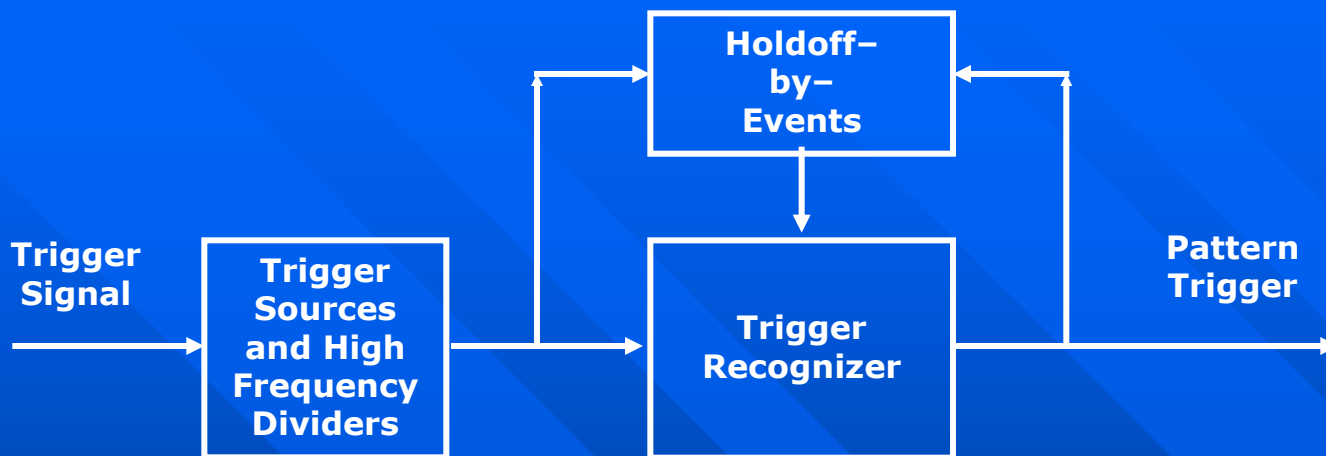 Holdoff–
by–
Events
Trigger
Signal
Trigger
Sources
and High
Frequency
Dividers
Trigger
Recognizer
Pattern
Trigger